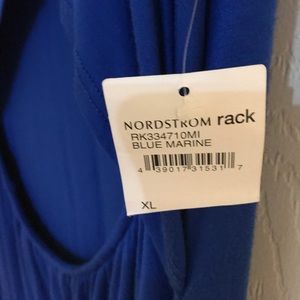 NORDSTROM rack
RK334710MI
BLUE MARINE
4 39017 31531 7
XL